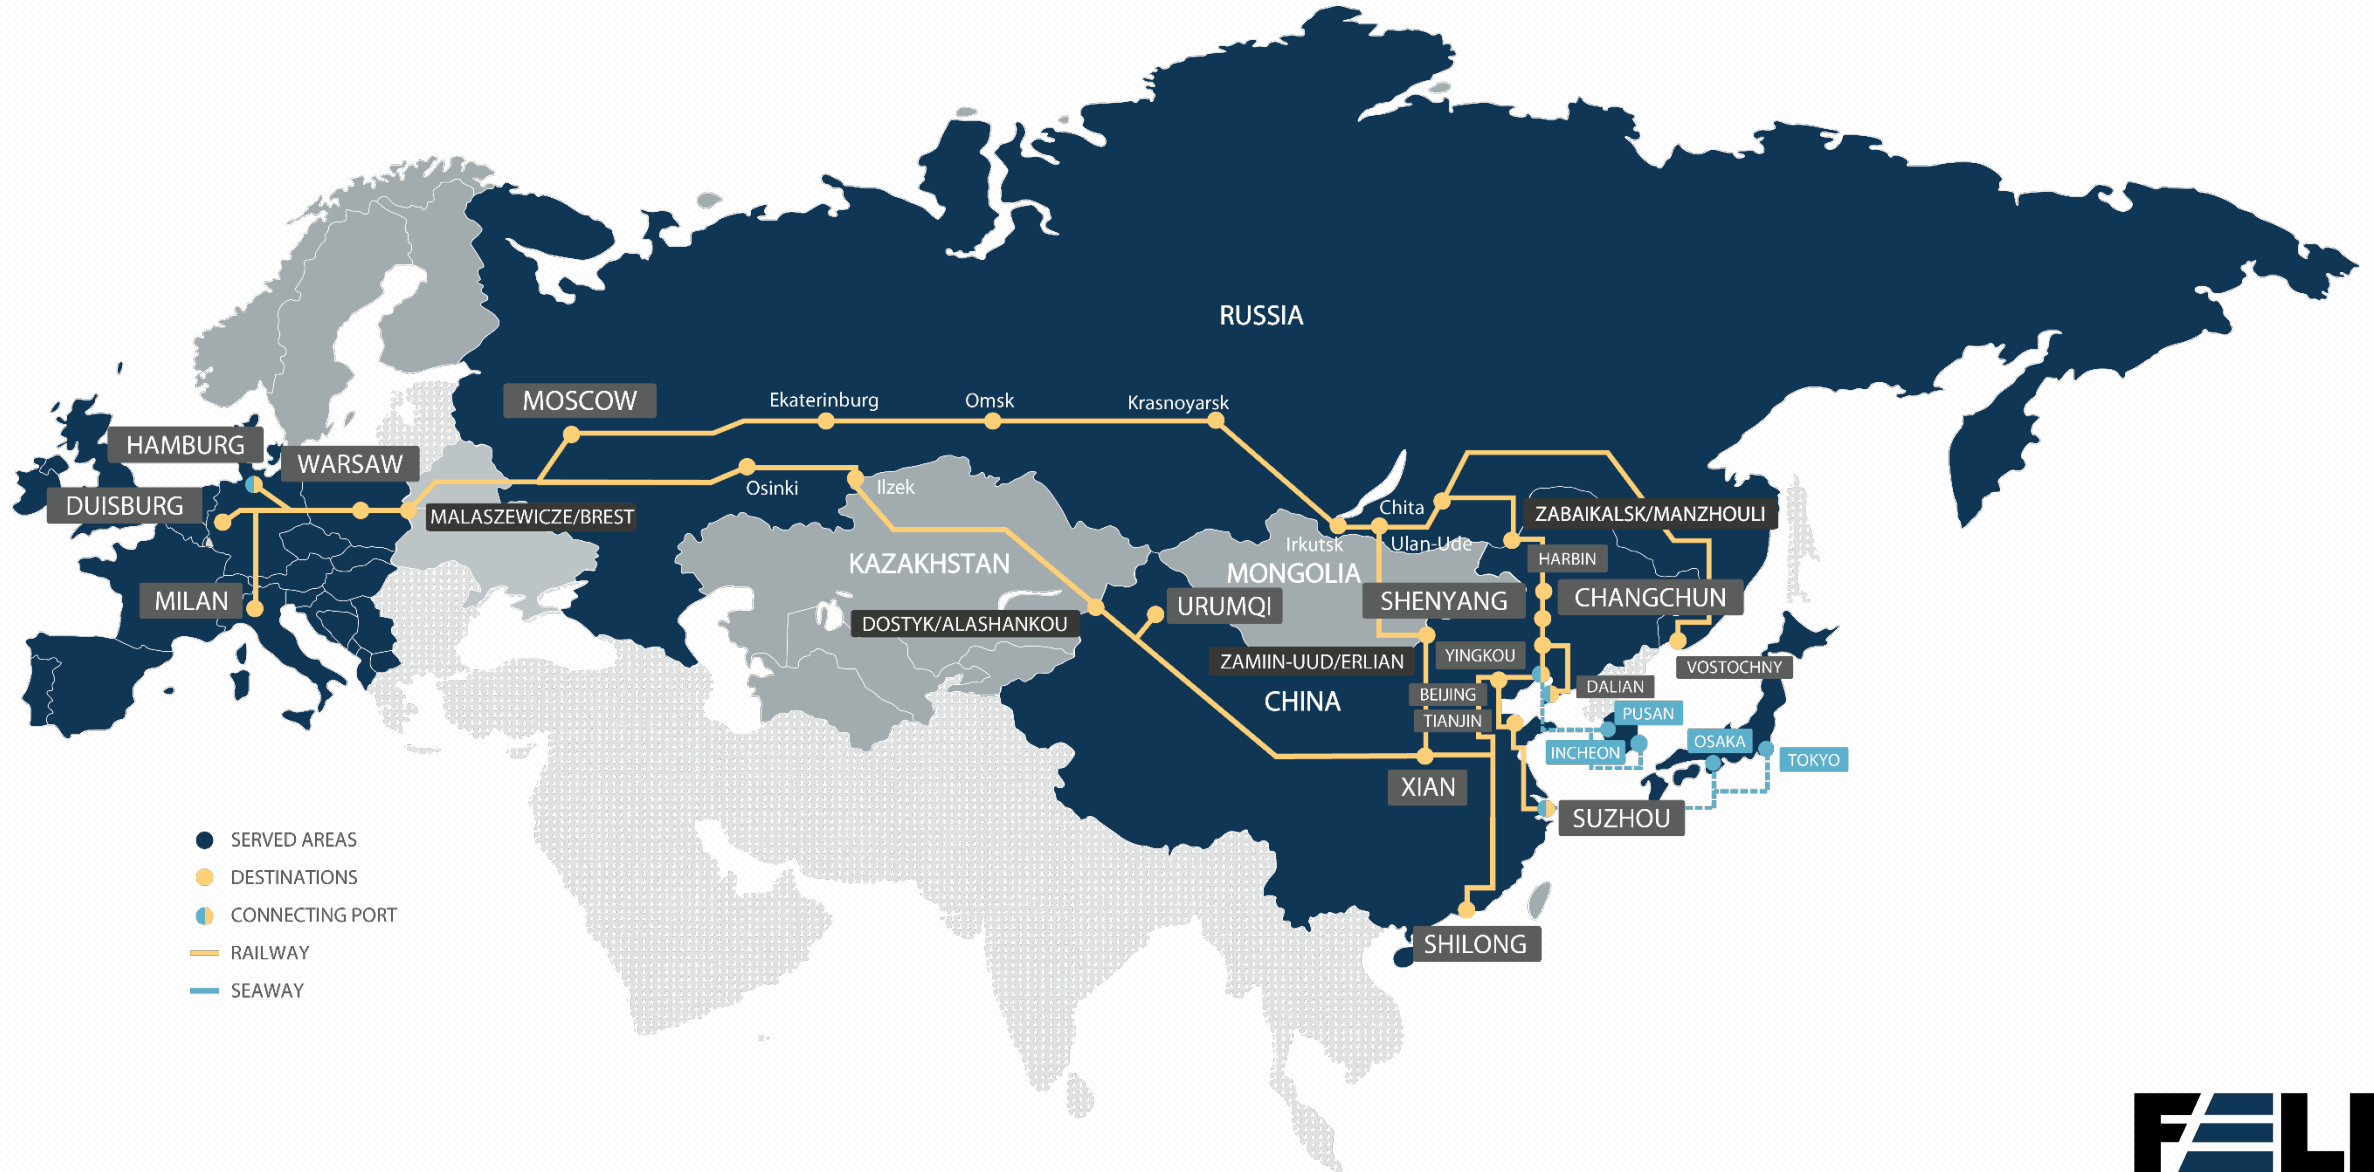 RUSSIA
MOSCOW
Ekaterinburg
Omsk
Krasnoyarsk
HAMBURG
WARSAW
DUISBURG
Osinki
Ilzek
Chita
MALASZEWICZE/BREST
ZABAIKALSK/MANZHOULI
Irkutsk
Ulan-Ude
HARBIN
KAZAKHSTAN
MONGOLIA
MILAN
URUMQI
SHENYANG
CHANGCHUN
DOSTYK/ALASHANKOU
ZAMIIN-UUD/ERLIAN
YINGKOU
VOSTOCHNY
CHINA
BEIJING
DALIAN
TIANJIN
PUSAN
INCHEON
OSAKA
TOKYO
XIAN
SUZHOU
SERVED AREAS
DESTINATIONS
CONNECTING PORT
RAILWAY
SEAWAY
SHILONG